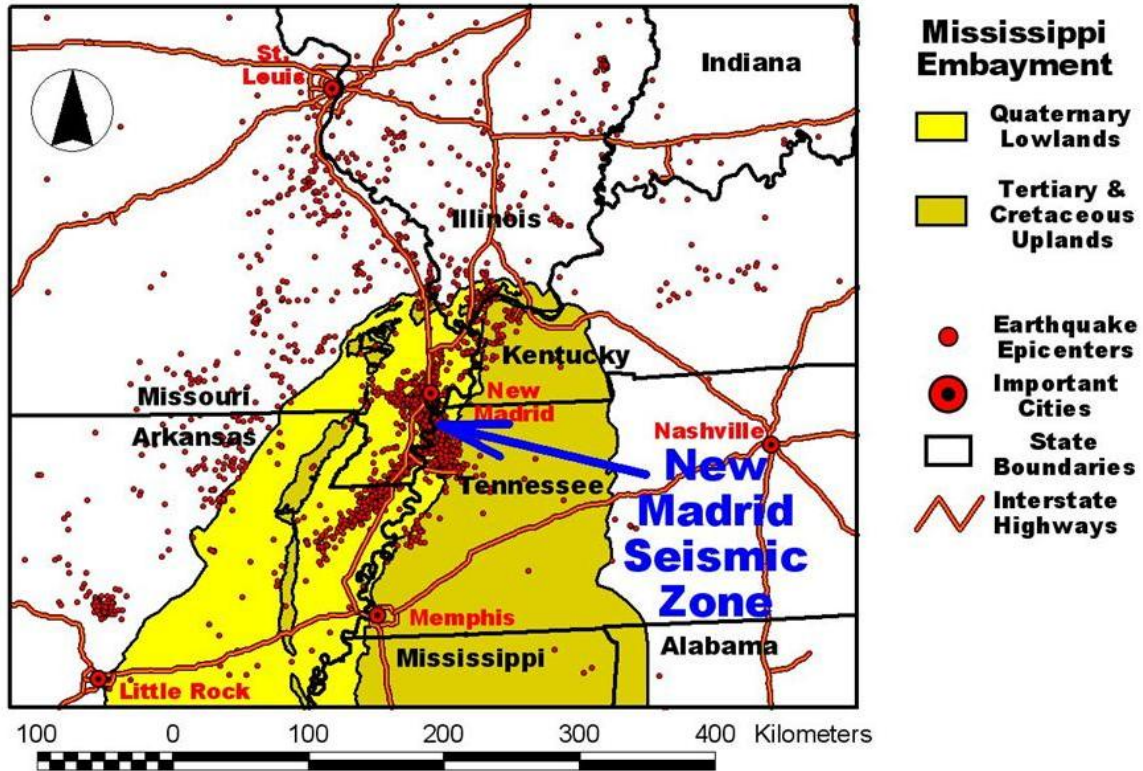 St.
Louis
Indiana
Illinois
Kentucky
Missouri
New
Madrid
Arkansas
Nashville
Tennessee
New
Madrid
Seismic
Zone
Memphis
Mississippi
Alabama
Little Rock
100 0 100 200 300 400 Kilometers
Mississippi
Embayment
Quaternary
Lowlands
Tertiary &
Cretaceous
Uplands
Earthquake
Epicenters
Important
Cities
State
Boundaries
Interstate
Highways